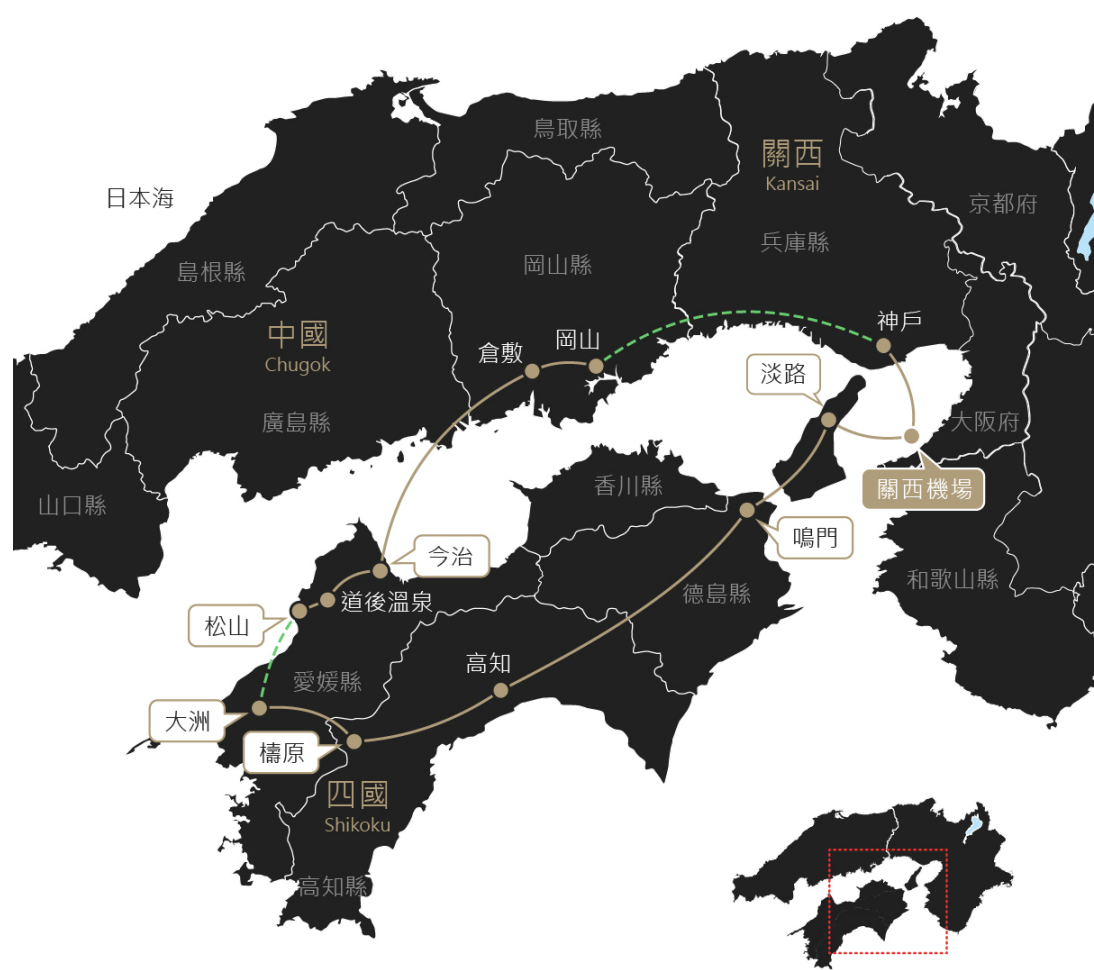 鳥取縣
關西
Kansai
日本海
京都府
兵庫縣
島根縣
岡山縣
中國
Chugok
神戶
岡山
倉敷
淡路
廣島縣
大阪府
香川縣
關西機場
山口縣
鳴門
今治
和歌山縣
德島縣
道後溫泉
松山
高知
愛媛縣
大洲
檮原
四國
Shikoku
高知縣